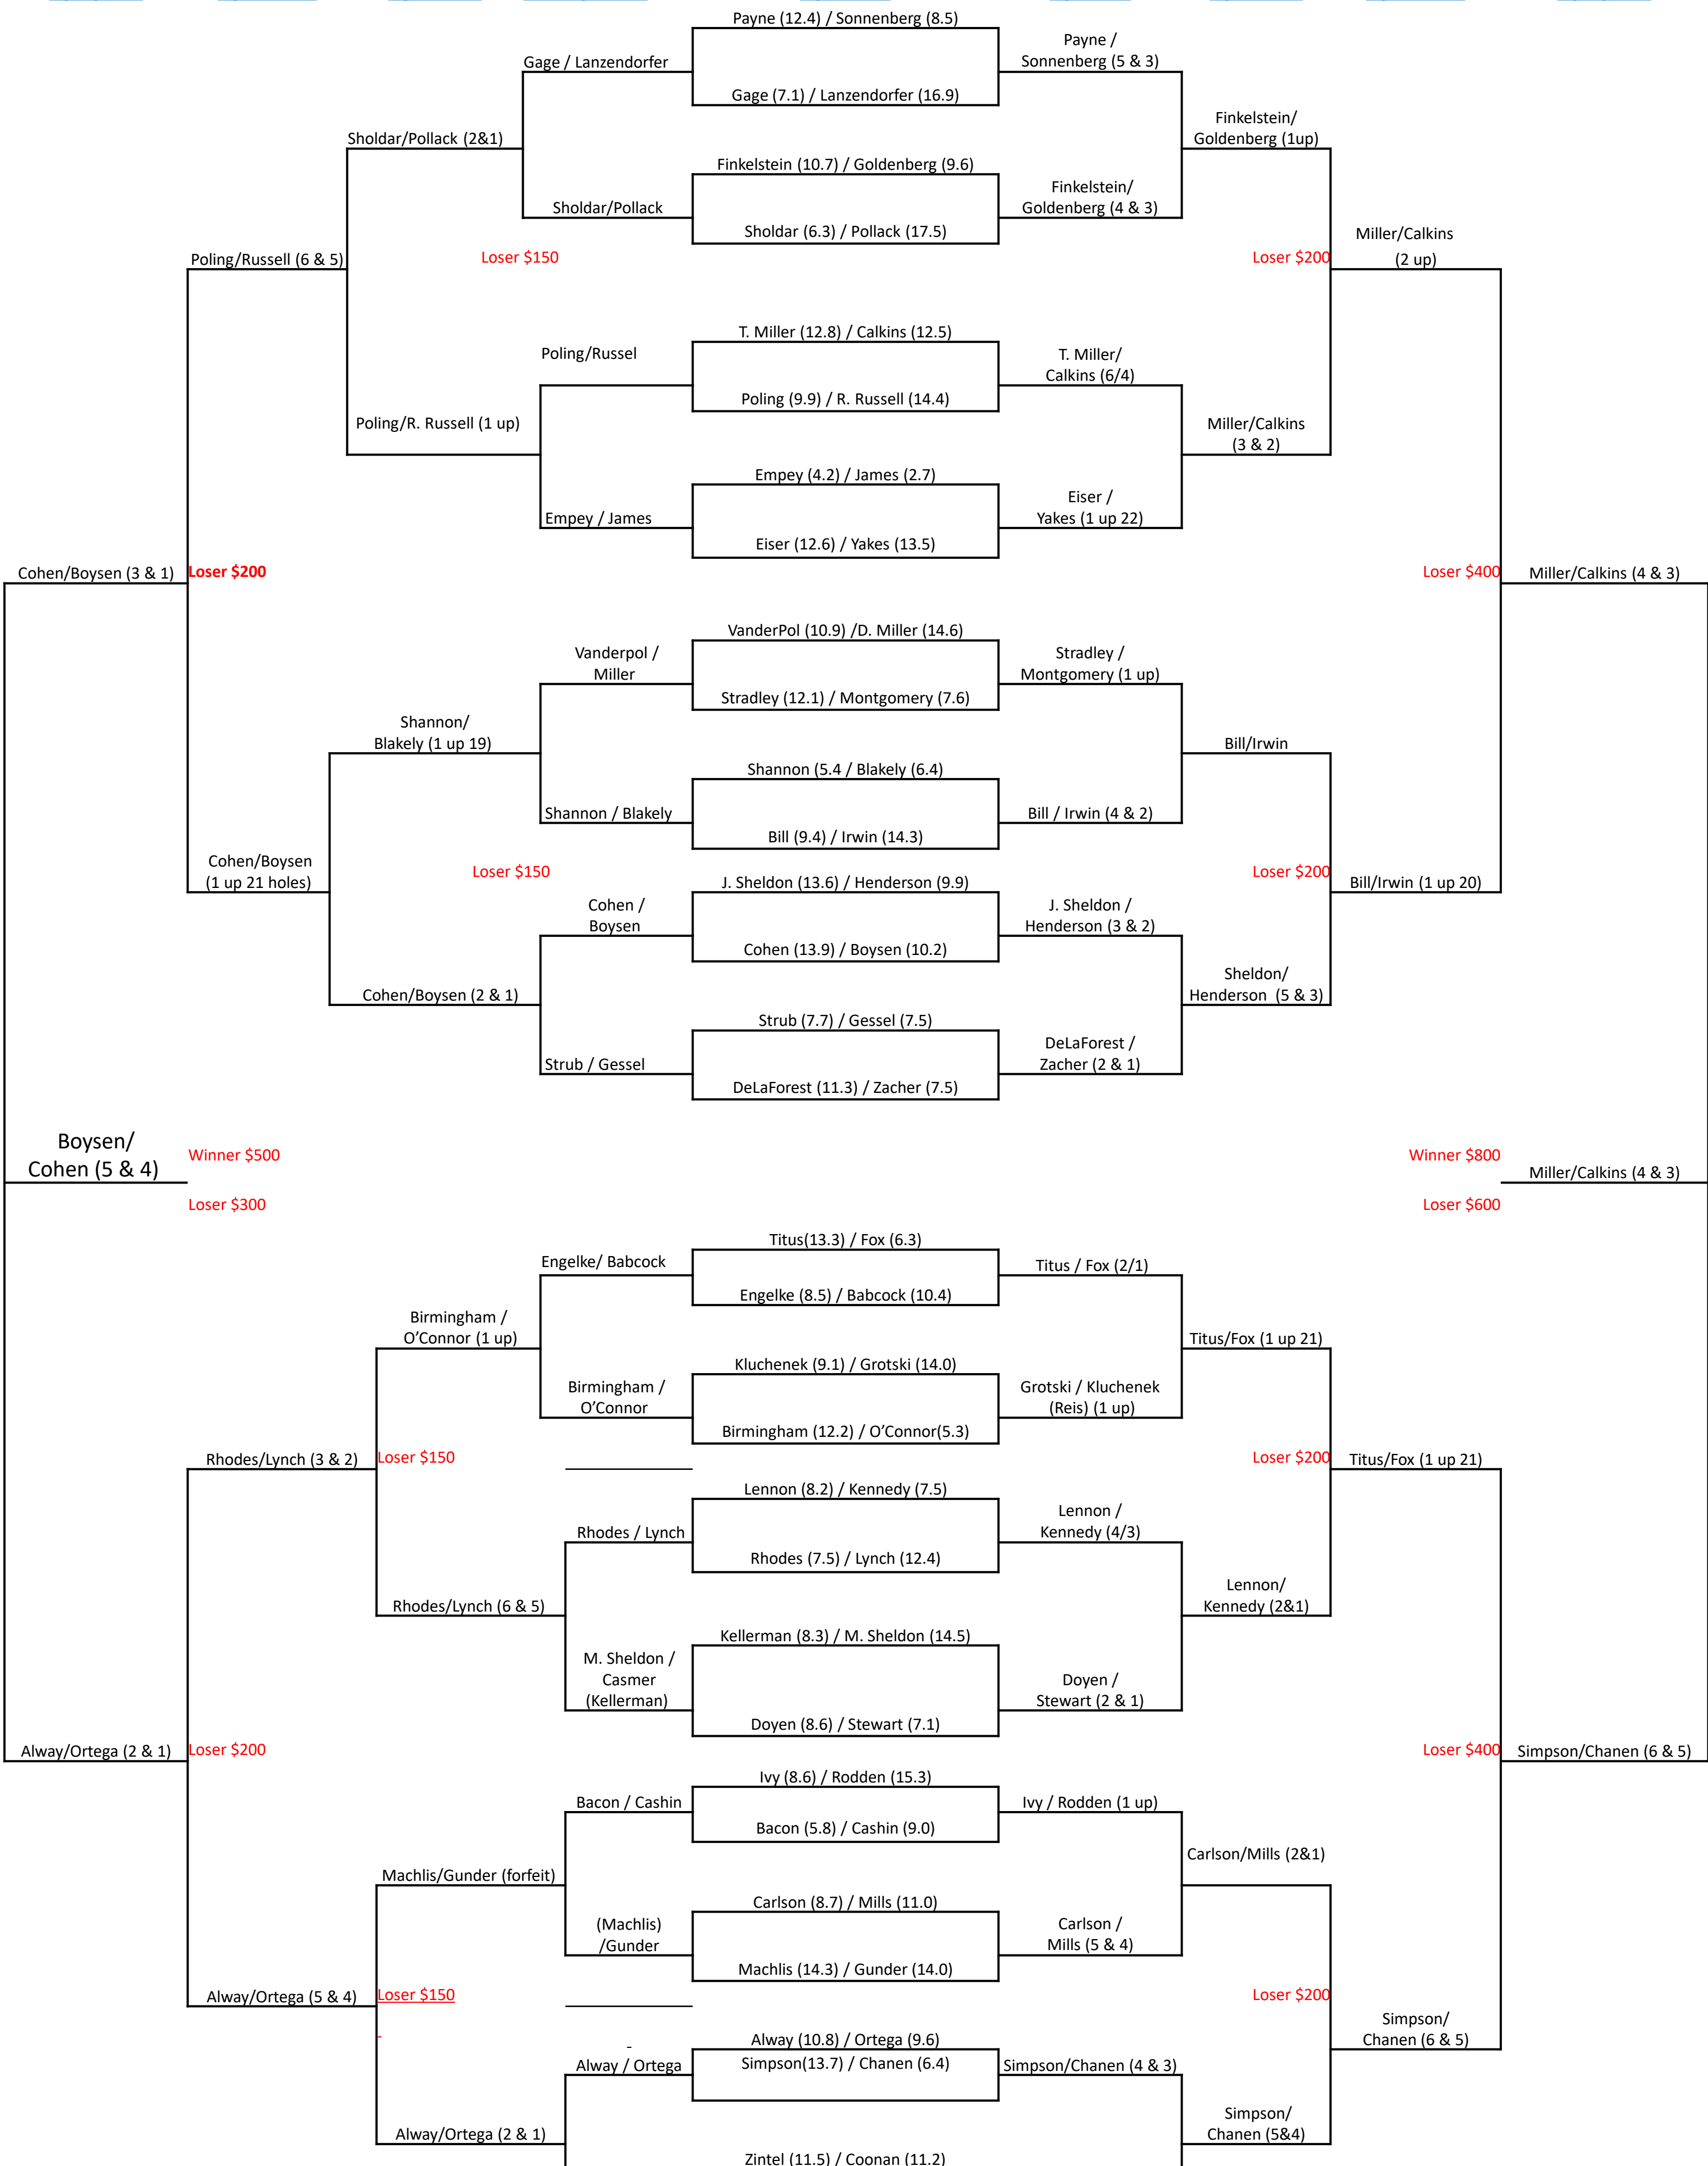 Payne (12.4) / Sonnenberg (8.5)
Payne /
Sonnenberg (5 & 3)
Gage / Lanzendorfer
Gage (7.1) / Lanzendorfer (16.9)
Finkelstein/
Goldenberg (1up)
Sholdar/Pollack (2&1)
Finkelstein (10.7) / Goldenberg (9.6)
Finkelstein/
Goldenberg (4 & 3)
Sholdar/Pollack
Sholdar (6.3) / Pollack (17.5)
Miller/Calkins
(2 up)
Poling/Russell (6 & 5)
Loser $150
Loser $200
T. Miller (12.8) / Calkins (12.5)
Poling/Russel
T. Miller/
Calkins (6/4)
Poling (9.9) / R. Russell (14.4)
Poling/R. Russell (1 up)
Miller/Calkins
(3 & 2)
Empey (4.2) / James (2.7)
Eiser /
Yakes (1 up 22)
Empey / James
Eiser (12.6) / Yakes (13.5)
Cohen/Boysen (3 & 1)
Loser $200
Loser $400
Miller/Calkins (4 & 3)
VanderPol (10.9) /D. Miller (14.6)
Vanderpol /
Miller
Stradley /
Montgomery (1 up)
Stradley (12.1) / Montgomery (7.6)
Shannon/
Blakely (1 up 19)
Bill/Irwin
Shannon (5.4 / Blakely (6.4)
Shannon / Blakely
Bill / Irwin (4 & 2)
Bill (9.4) / Irwin (14.3)
Cohen/Boysen
(1 up 21 holes)
Loser $150
Loser $200
Bill/Irwin (1 up 20)
J. Sheldon (13.6) / Henderson (9.9)
Cohen /
Boysen
J. Sheldon /
Henderson (3 & 2)
Cohen (13.9) / Boysen (10.2)
Cohen/Boysen (2 & 1)
Sheldon/
Henderson  (5 & 3)
Strub (7.7) / Gessel (7.5)
Strub / Gessel
DeLaForest /
Zacher (2 & 1)
DeLaForest (11.3) / Zacher (7.5)
Boysen/
Cohen (5 & 4)
Winner $500
Loser $300
Winner $800
Loser $600
Miller/Calkins (4 & 3)
Titus(13.3) / Fox (6.3)
Engelke/ Babcock
Titus / Fox (2/1)
Engelke (8.5) / Babcock (10.4)
Birmingham /
O’Connor (1 up)
Titus/Fox (1 up 21)
Kluchenek (9.1) / Grotski (14.0)
Birmingham /
O’Connor
Grotski / Kluchenek
(Reis) (1 up)
Birmingham (12.2) / O’Connor(5.3)
Rhodes/Lynch (3 & 2)
Loser $150
Loser $200
Titus/Fox (1 up 21)
Lennon (8.2) / Kennedy (7.5)
Rhodes / Lynch
Lennon /
Kennedy (4/3)
Rhodes (7.5) / Lynch (12.4)
Rhodes/Lynch (6 & 5)
Lennon/
Kennedy (2&1)
Kellerman (8.3) / M. Sheldon (14.5)
M. Sheldon /
Casmer
(Kellerman)
Doyen /
Stewart (2 & 1)
Doyen (8.6) / Stewart (7.1)
Alway/Ortega (2 & 1)
Loser $200
Loser $400
Simpson/Chanen (6 & 5)
Ivy (8.6) / Rodden (15.3)
Bacon / Cashin
Ivy / Rodden (1 up)
Bacon (5.8) / Cashin (9.0)
Machlis/Gunder (forfeit)
Carlson/Mills (2&1)
Carlson (8.7) / Mills (11.0)
(Machlis)
/Gunder
Carlson /
Mills (5 & 4)
Machlis (14.3) / Gunder (14.0)
Alway/Ortega (5 & 4)
Loser $150
Loser $200
Simpson/
Chanen (6 & 5)
Alway (10.8) / Ortega (9.6)
Alway / Ortega
Simpson(13.7) / Chanen (6.4)
Simpson/Chanen (4 & 3)
Alway/Ortega (2 & 1)
Simpson/
Chanen (5&4)
Zintel (11.5) / Coonan (11.2)